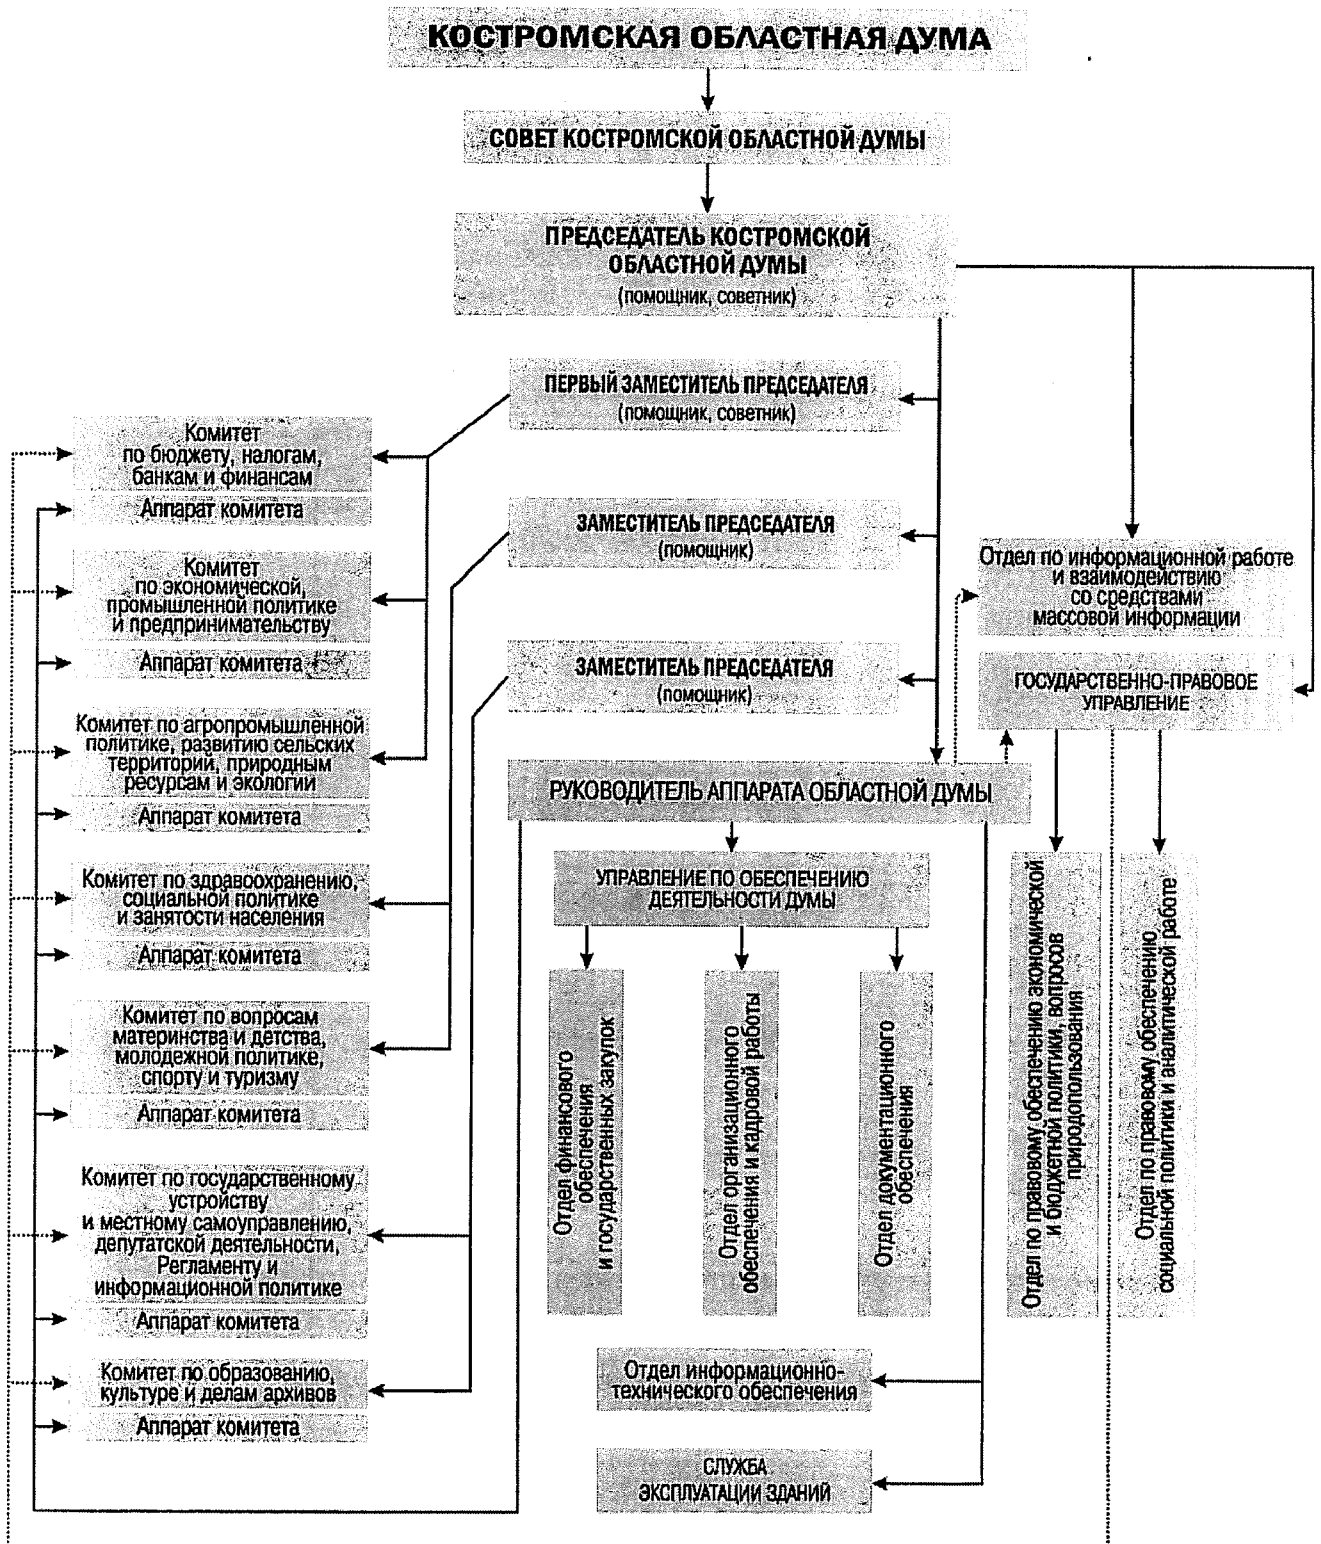 КОСТРОМСКАЯ ОБЛАСТНАЯ ДУМА
СОВЕТ КОСТРОМСКОЙ ОБЛАСТНОЙ ДУМЫ
ПРЕДСЕДАТЕЛЬ КОСТРОМСКОЙ
ОБЛАСТНОЙ ДУМЫ
(помощник, советник)
ПЕРВЫЙ ЗАМЕСТИТЕЛЬ ПРЕДСЕДАТЕЛЯ
(помощник, советник)
ЗАМЕСТИТЕЛЬ ПРЕДСЕДАТЕЛЯ
(помощник)
ЗАМЕСТИТЕЛЬ ПРЕДСЕДАТЕЛЯ
(помощник)
Комитет
по бюджету, налогам,
банкам и финансам
Аппарат комитета
Комитет
по экономической,
промышленной политике
и предпринимательству
Аппарат комитета
Комитет по агропромышленной
политике, развитию сельских
территорий, природным
ресурсам и экологии
Аппарат комитета
Комитет по здравоохранению,
социальной политике
и занятости населения
Аппарат комитета
Комитет по вопросам
материнства и детства,
молодежной политике,
спорту и туризму
Аппарат комитета
Комитет по государственному
устройству
и местному самоуправлению,
депутатской деятельности,
Регламенту и
информационной политике
Аппарат комитета
Комитет по образованию,
культуре и делам архивов
Аппарат комитета
Отдел по информационной работе
и взаимодействию
со средствами
массовой информации
ГОСУДАРСТВЕННО-ПРАВОВОЕ
УПРАВЛЕНИЕ
РУКОВОДИТЕЛЬ АППАРАТА ОБЛАСТНОЙ ДУМЫ
УПРАВЛЕНИЕ ПО ОБЕСПЕЧЕНИЮ
ДЕЯТЕЛЬНОСТИ ДУМЫ
Отдел финансового
обеспечения
и государственных закупок
Отдел организационного
обеспечения и кадровой работы
Отдел документационного
обеспечения
Отдел по правовому обеспечению экономической
и бюджетной политики, вопросов
природопользования
Отдел по правовому обеспечению
социальной политики и аналитической работе
Отдел информационно-
технического обеспечения
СЛУЖБА
ЭКСПЛУАТАЦИИ ЗДАНИЙ